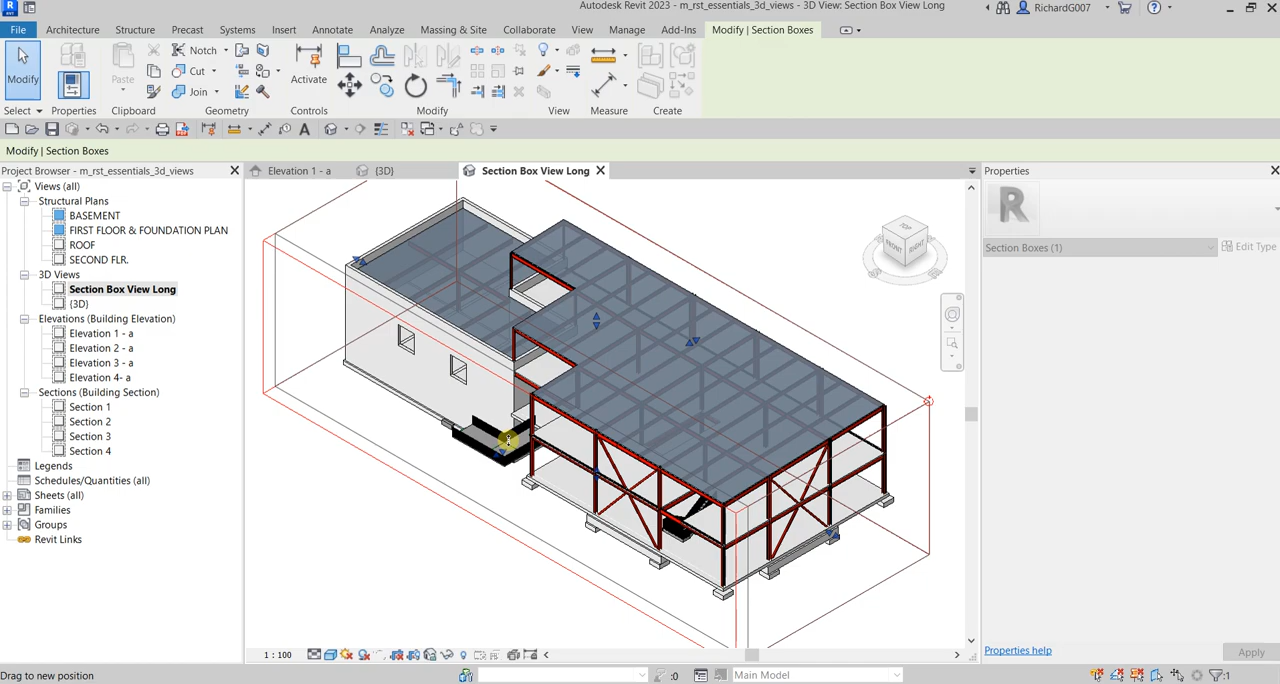 Autodesk Revit 2023 - m_rst_essentials_3d_views - 3D View: Section Box View Long
RichardG007
File Architecture Structure Precast Systems Insert Annotate Analyze Massing & Site Collaborate View Manage Add-Ins Modify | Section Boxes
Modify Paste Notch Cut Join Activate
Select Properties Clipboard Geometry Controls Modify View Measure Create
Modify | Section Boxes
Project Browser - m_rst_essentials_3d_views
Elevation 1 - a {3D} Section Box View Long
Properties
Views (all)
Structural Plans
BASEMENT
FIRST FLOOR & FOUNDATION PLAN
ROOF
SECOND FLR.
3D Views
Section Box View Long
{3D}
Elevations (Building Elevation)
Elevation 1 - a
Elevation 2 - a
Elevation 3 - a
Elevation 4- a
Sections (Building Section)
Section 1
Section 2
Section 3
Section 4
Legends
Schedules/Quantities (all)
Sheets (all)
Families
Groups
Revit Links
TOP
FRONT RIGHT
R
Section Boxes (1) Edit Type
1 : 100
Properties help Apply
Drag to new position
:0 Main Model :1